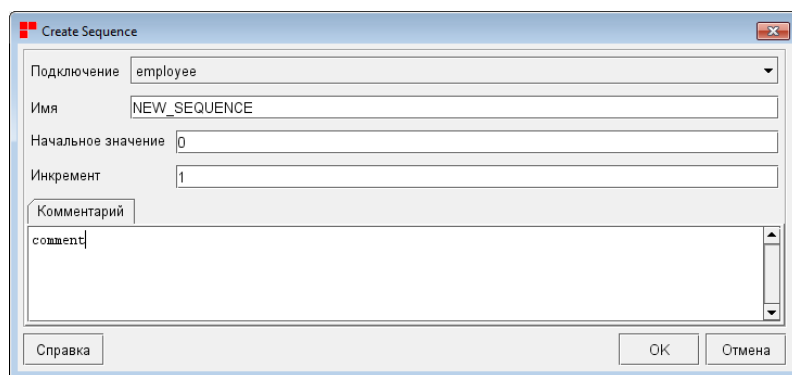 Create Sequence
Подключение employee
Имя NEW_SEQUENCE
Начальное значение 0
Инкремент 1
Комментарий
comment
Справка OK Отмена